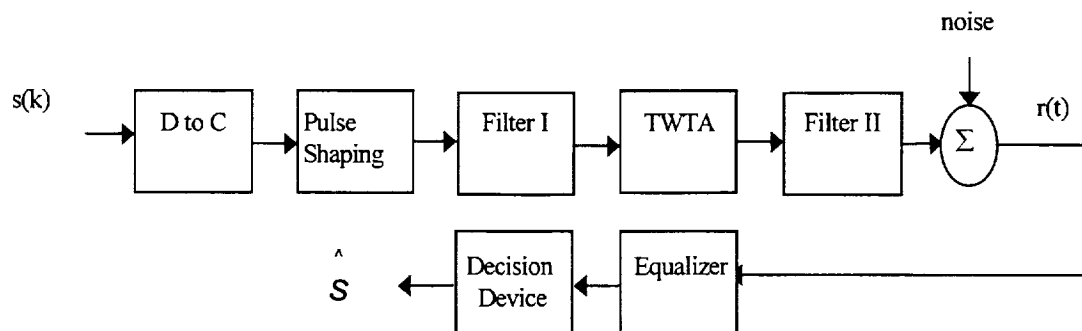 noise
s(k)
r(t)
D to C
Pulse
Shaping
Filter I
TWTA
Filter II
Σ
^
S
Decision
Device
Equalizer